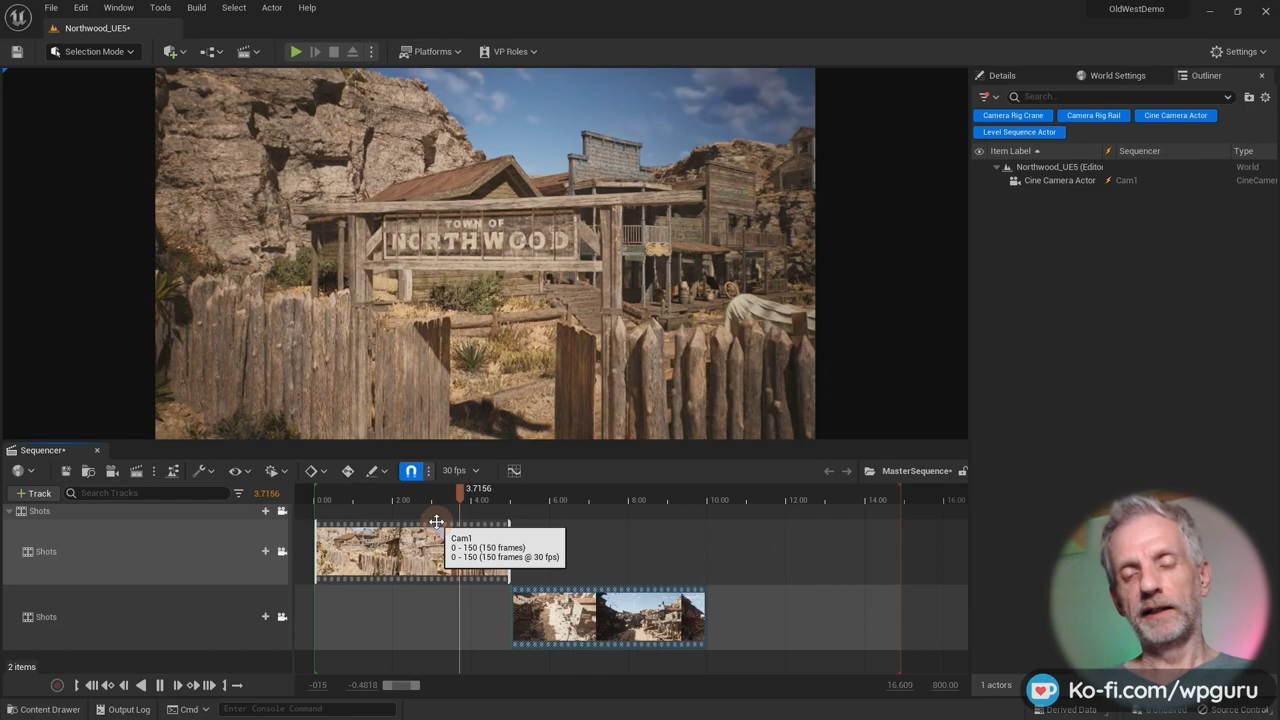 File Edit Window Tools Build Select Actor Help
OldWestDemo
Northwood_UE5*
Selection Mode
Platforms
VP Roles
Settings
TOWN OF
NORTHWOOD
Details
World Settings
Outliner
Search...
Camera Rig Crane
Camera Rig Rail
Cine Camera Actor
Level Sequence Actor
Item Label
Sequencer
Type
Northwood_UE5 (Editor
World
Cine Camera Actor
Cam1
CineCamer
Sequencer*
30 fps
MasterSequence*
+ Track
Search Tracks
3.7156
3.7156
0.00 2.00 4.00 6.00 8.00 10.00 12.00 14.00 16.00
Shots
Shots
Cam1
0 - 150 (150 frames)
0 - 150 (150 frames @ 30 fps)
Shots
2 items
-015
-0.4818
16.609
800.00
1 actors
Ko-fi.com/wpguru
Content Drawer
Output Log
Cmd
Enter Console Command
Derived Data
Source Control